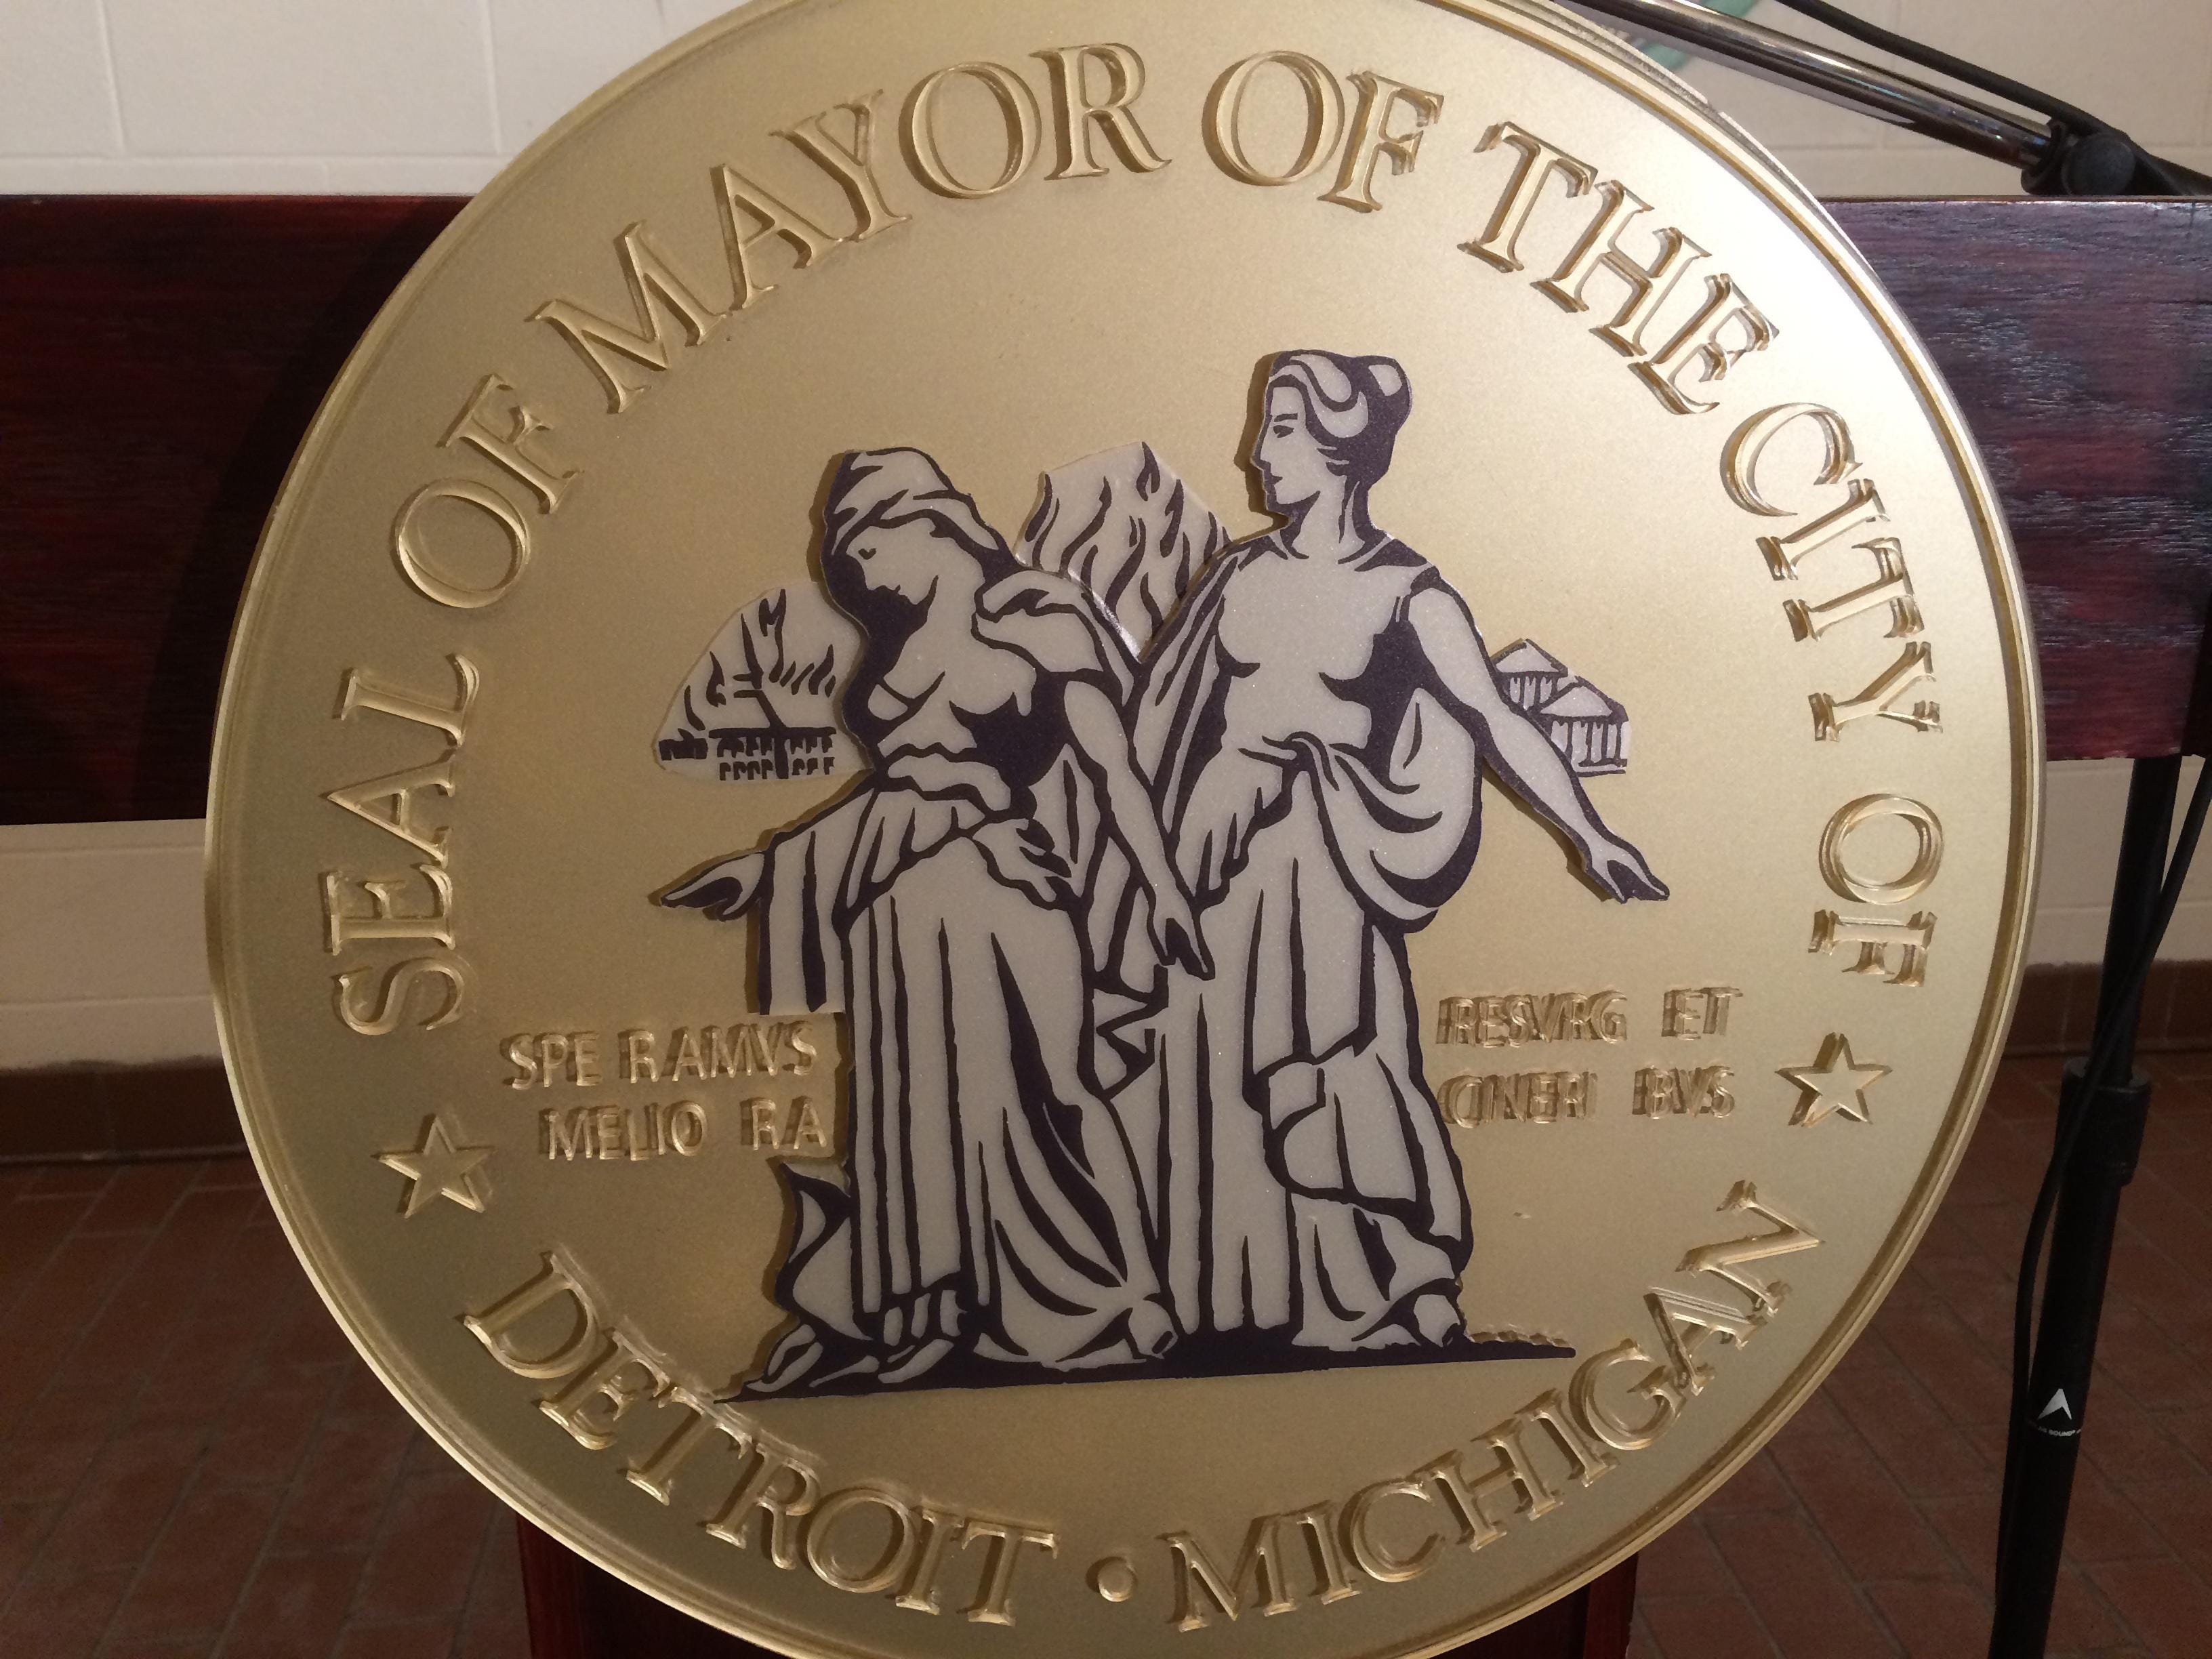 SEAL OF MAYOR OF THE CITY OF
SPE RAMVS
MELIO RA
RESVRG ET
CINERI BVS
DETROIT • MICHIGAN